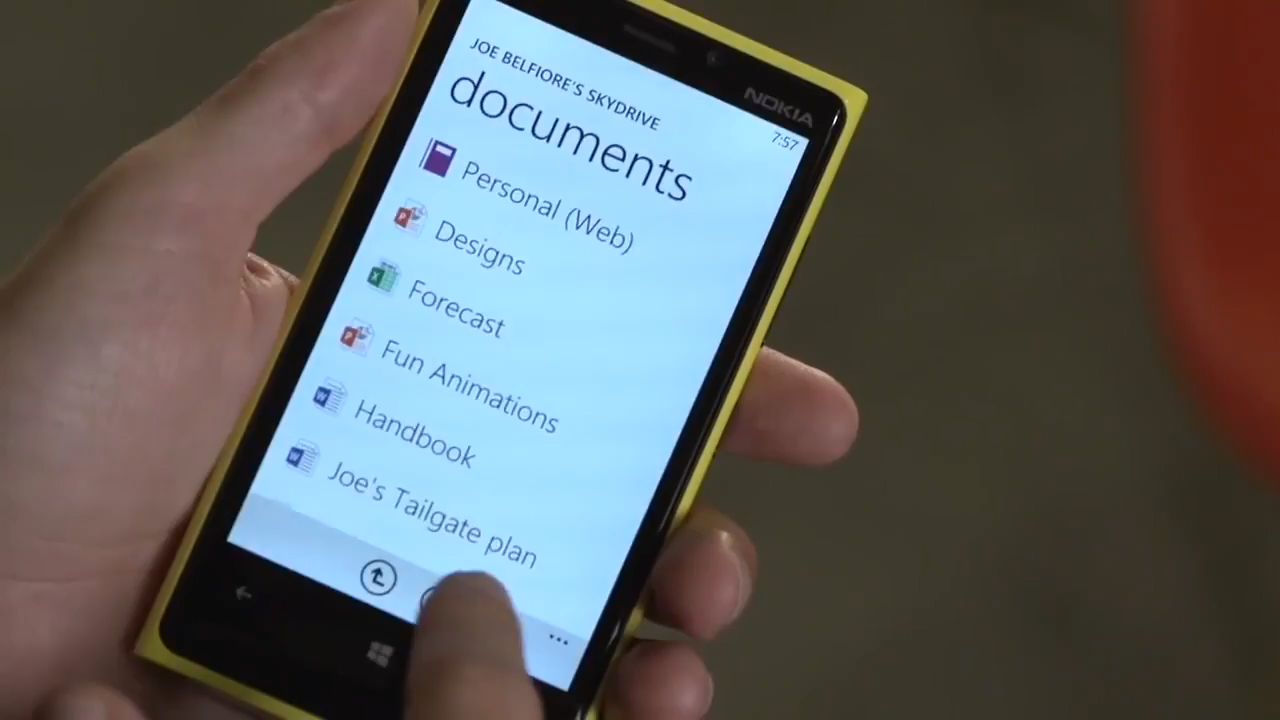 NOKIA
7:57
JOE BELFIORE'S SKYDRIVE
documents
Personal (Web)
Designs
Forecast
Fun Animations
Handbook
Joe's Tailgate plan